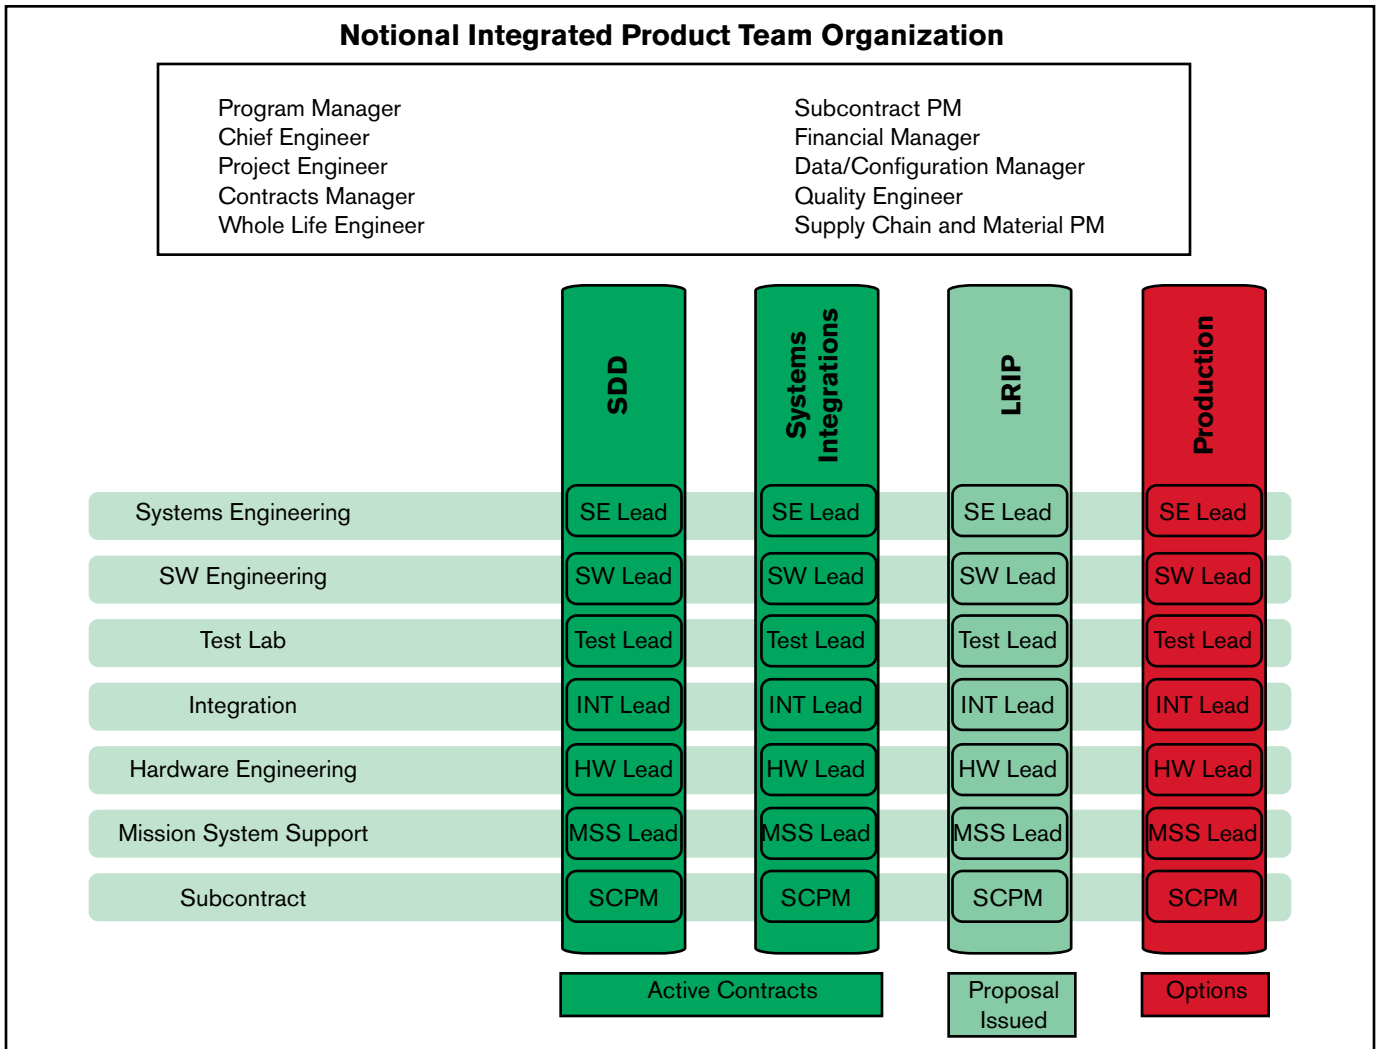 Notional Integrated Product Team Organization
Program Manager
Chief Engineer
Project Engineer
Contracts Manager
Whole Life Engineer
Subcontract PM
Financial Manager
Data/Configuration Manager
Quality Engineer
Supply Chain and Material PM
SDD
Systems
Integrations
LRIP
Production
Systems Engineering
SE Lead
SE Lead
SE Lead
SE Lead
SW Engineering
SW Lead
SW Lead
SW Lead
SW Lead
Test Lab
Test Lead
Test Lead
Test Lead
Test Lead
Integration
INT Lead
INT Lead
INT Lead
INT Lead
Hardware Engineering
HW Lead
HW Lead
HW Lead
HW Lead
Mission System Support
MSS Lead
MSS Lead
MSS Lead
MSS Lead
Subcontract
SCPM
SCPM
SCPM
SCPM
Active Contracts
Proposal
Issued
Options